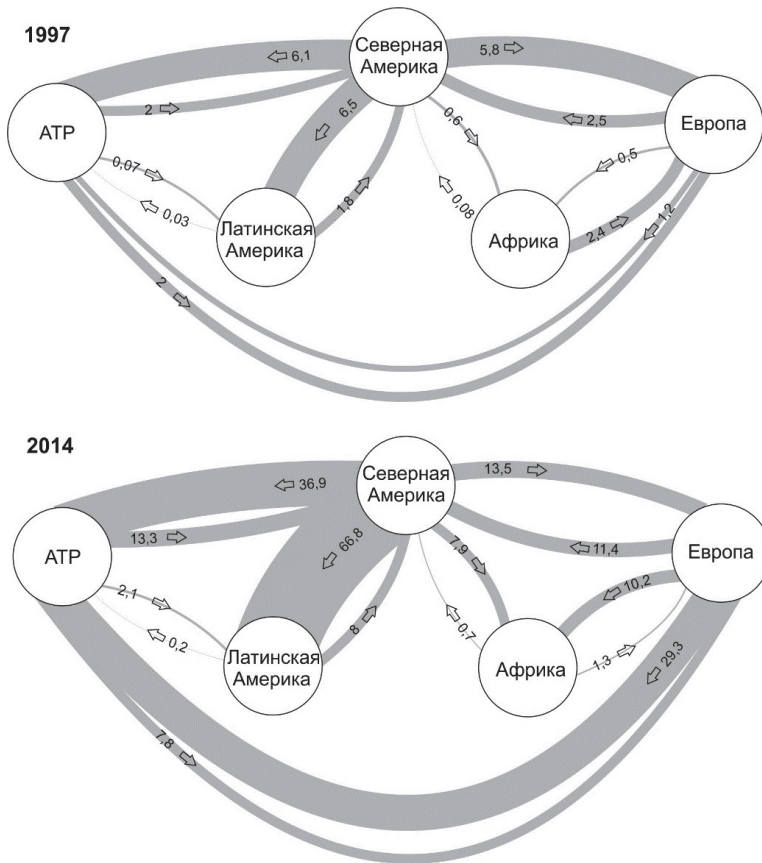 1997
Северная
Америка
6,1
5,8
2
2,5
АТР
Европа
6,5
0,6
0,5
0,07
1,8
0,08
0,03
Латинская
Америка
Африка
2,4
1,2
2
2014
Северная
Америка
36,9
13,5
13,3
66,8
7,9
11,4
АТР
Европа
2,1
10,2
0,2
8
0,7
Латинская
Америка
Африка
1,3
29,3
7,8